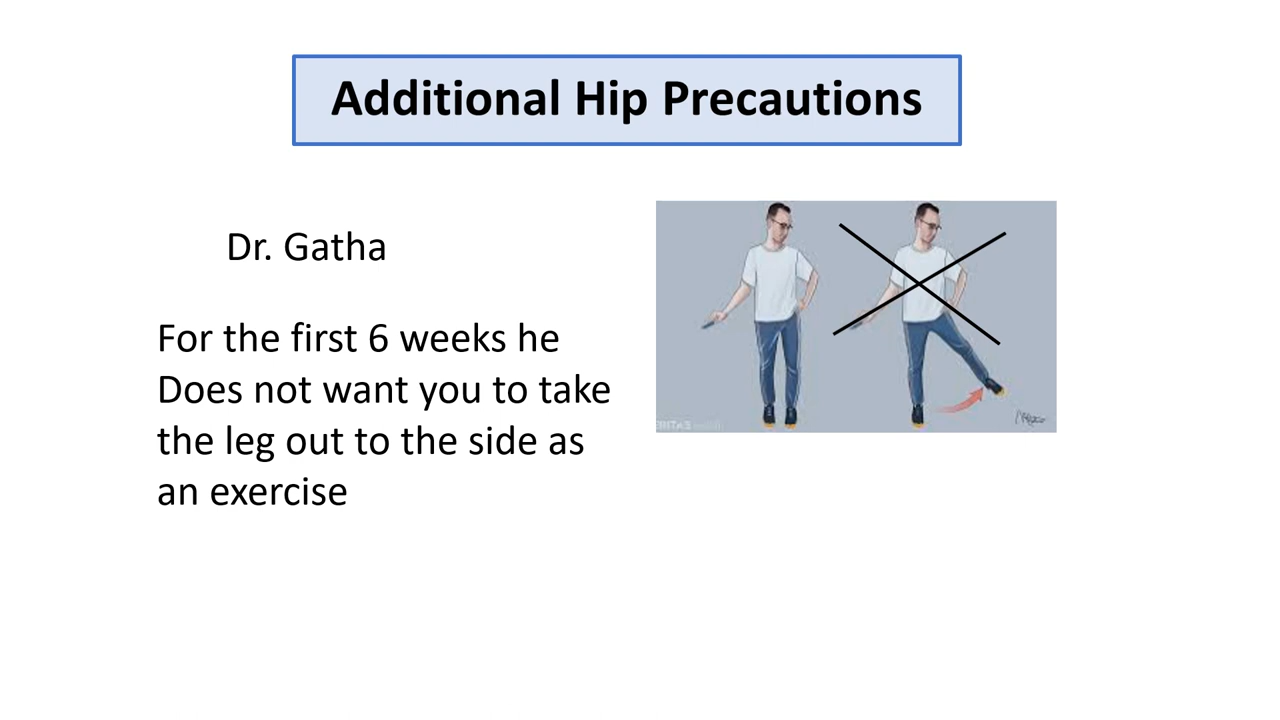 Additional Hip Precautions
Dr. Gatha
For the first 6 weeks he
Does not want you to take
the leg out to the side as
an exercise